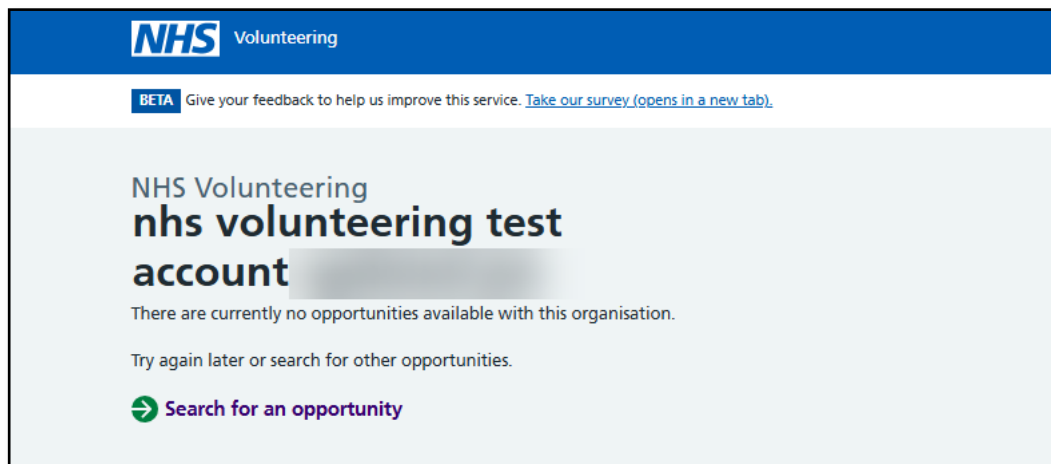 NHS Volunteering
BETA Give your feedback to help us improve this service. Take our survey (opens in a new tab).
NHS Volunteering
nhs volunteering test
account
There are currently no opportunities available with this organisation.
Try again later or search for other opportunities.
Search for an opportunity